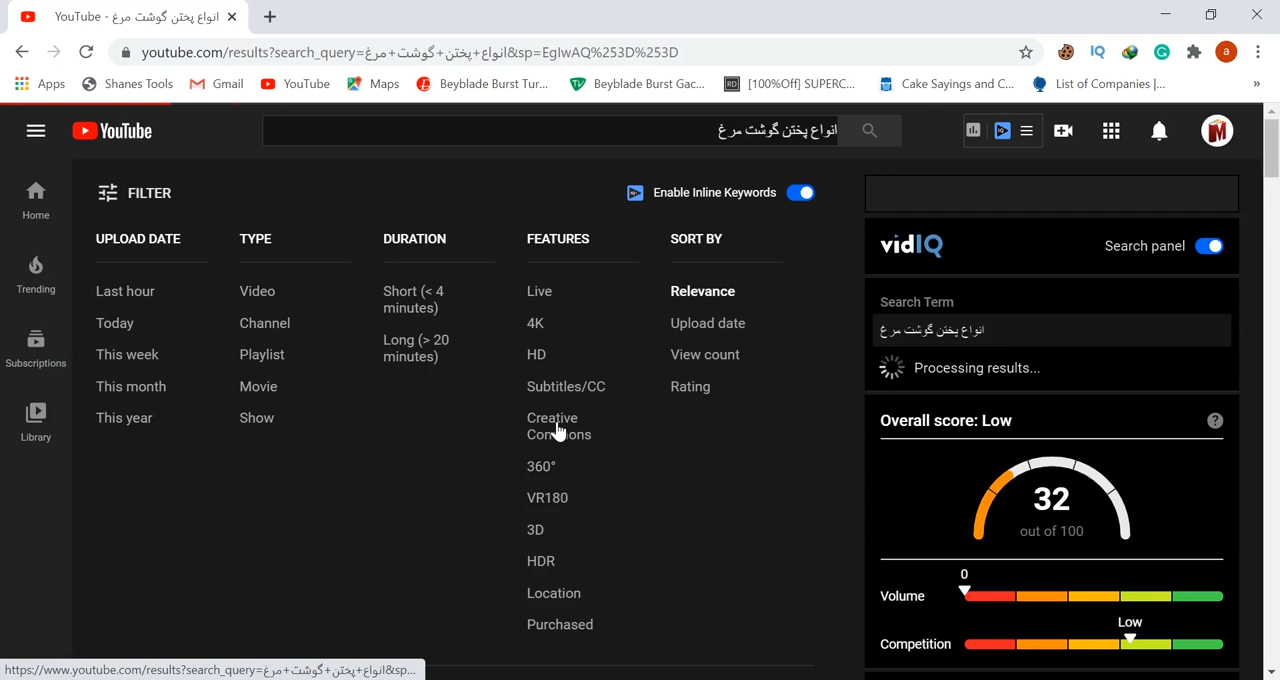 YouTube - انواع پختن گوشت مرغ
youtube.com/results?search_query=انواع+پختن+گوشت+مرغ&sp=EgIwAQ%253D%253D
Apps
Shanes Tools
Gmail
YouTube
Maps
Beyblade Burst Tur...
Beyblade Burst Gac...
[100%Off] SUPERC...
Cake Sayings and C...
List of Companies |...
»
YouTube
انواع پختن گوشت مرغ
Home
Trending
Subscriptions
Library
FILTER
Enable Inline Keywords
UPLOAD DATE
Last hour
Today
This week
This month
This year
TYPE
Video
Channel
Playlist
Movie
Show
DURATION
Short (< 4
minutes)
Long (> 20
minutes)
FEATURES
Live
4K
HD
Subtitles/CC
Creative
Commons
360°
VR180
3D
HDR
Location
Purchased
SORT BY
Relevance
Upload date
View count
Rating
vidIQ
Search panel
Search Term
انواع پختن گوشت مرغ
Processing results...
Overall score: Low
?
32
out of 100
0
Volume
Low
Competition
https://www.youtube.com/results?search_query=انواع+پختن+گوشت+مرغ&sp...